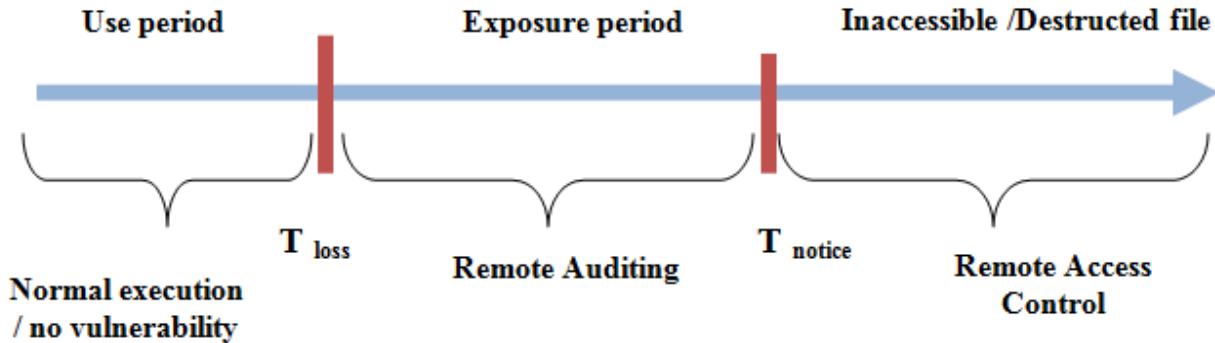 Use period
Exposure period
Inaccessible /Destructed file
T loss
T notice
Normal execution
/ no vulnerability
Remote Auditing
Remote Access
Control